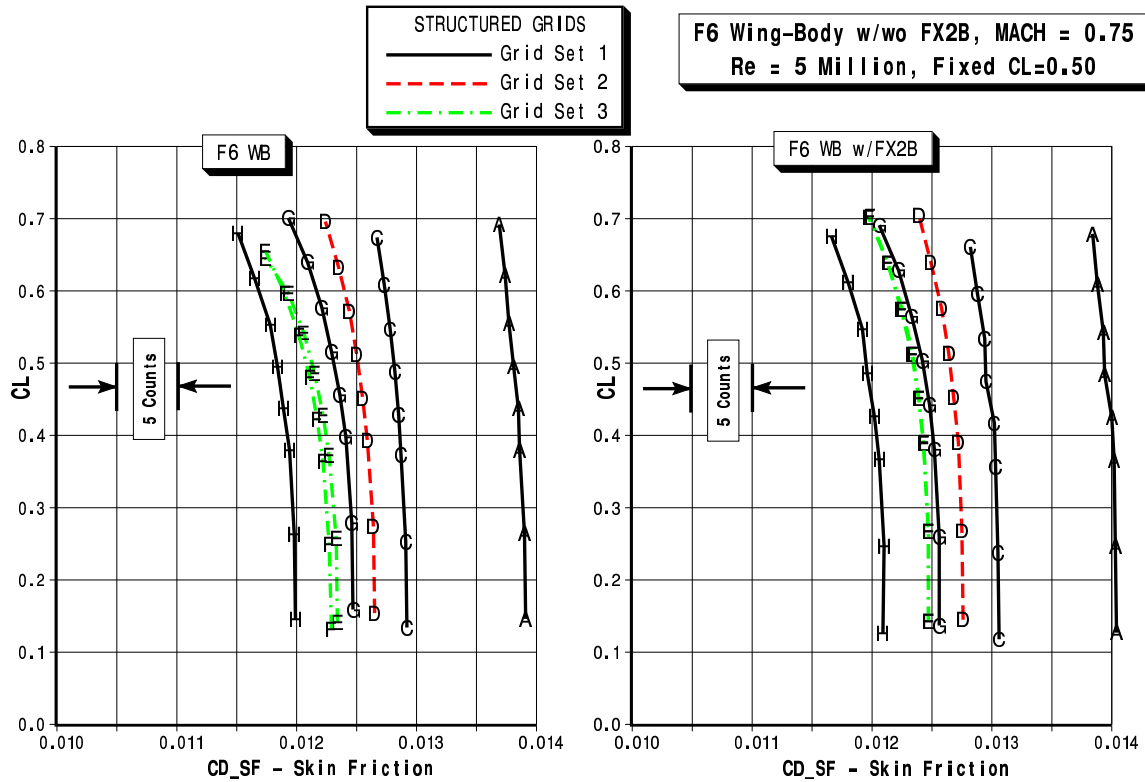 STRUCTURED GRIDS
Grid Set 1
Grid Set 2
Grid Set 3
F6 Wing-Body w/wo FX2B, MACH = 0.75
Re = 5 Million, Fixed CL=0.50
F6 WB
0.8
0.7
0.6
0.5
0.4
0.3
0.2
0.1
0.0
CL
5 Counts
H
H
H
H
H
H
H
H
E
E
E
E
E
E
E
E
F
F
F
F
F
F
F
G
G
G
G
G
G
G
G
D
D
D
D
D
D
D
D
C
C
C
C
C
C
C
C
A
A
A
A
A
A
A
A
0.010
0.011
0.012
0.013
0.014
CD_SF - Skin Friction
F6 WB w/FX2B
0.8
0.7
0.6
0.5
0.4
0.3
0.2
0.1
0.0
CL
5 Counts
H
H
H
H
H
H
H
H
E
E
E
E
E
E
E
E
G
G
G
G
G
G
G
G
D
D
D
D
D
D
D
D
C
C
C
C
C
C
C
C
A
A
A
A
A
A
A
A
0.010
0.011
0.012
0.013
0.014
CD_SF - Skin Friction